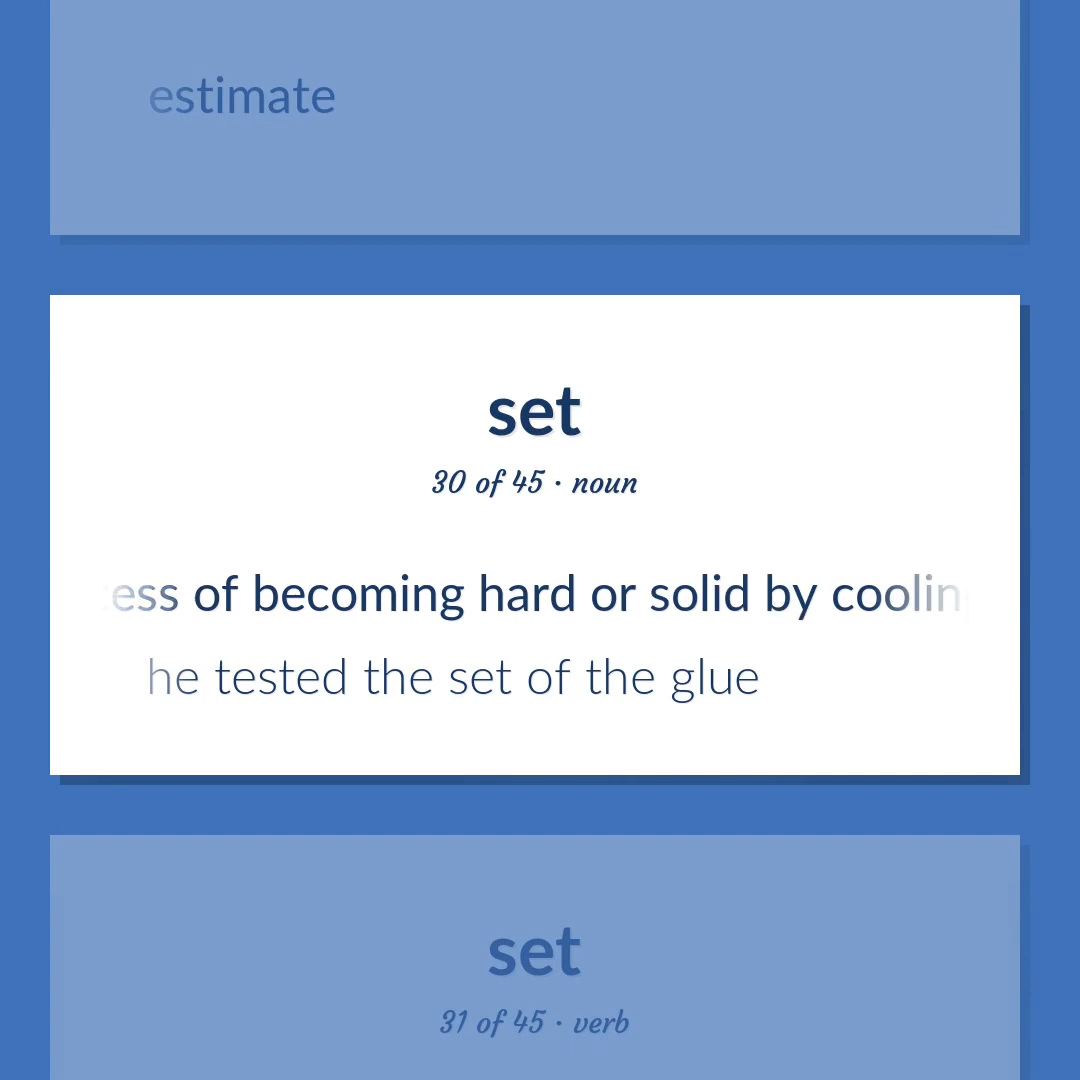 estimate
set
30 of 45 · noun
ess of becoming hard or solid by coolin
he tested the set of the glue
set
31 of 45 · verb